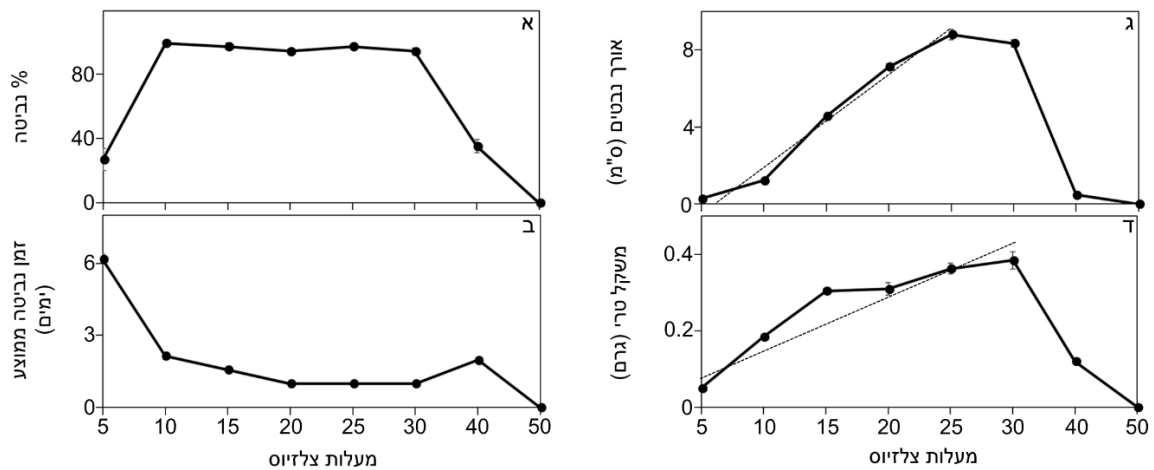 א
% נביטה
80
40
0
ב
זמן נביטה ממוצע
(ימים)
6
3
0
5 10 15 20 25 30 40 50
מעלות צלזיוס
ג
אורך נבטים (ס"מ)
8
4
0
ד
משקל טרי (גרם)
0.4
0.2
0
5 10 15 20 25 30 40 50
מעלות צלזיוס